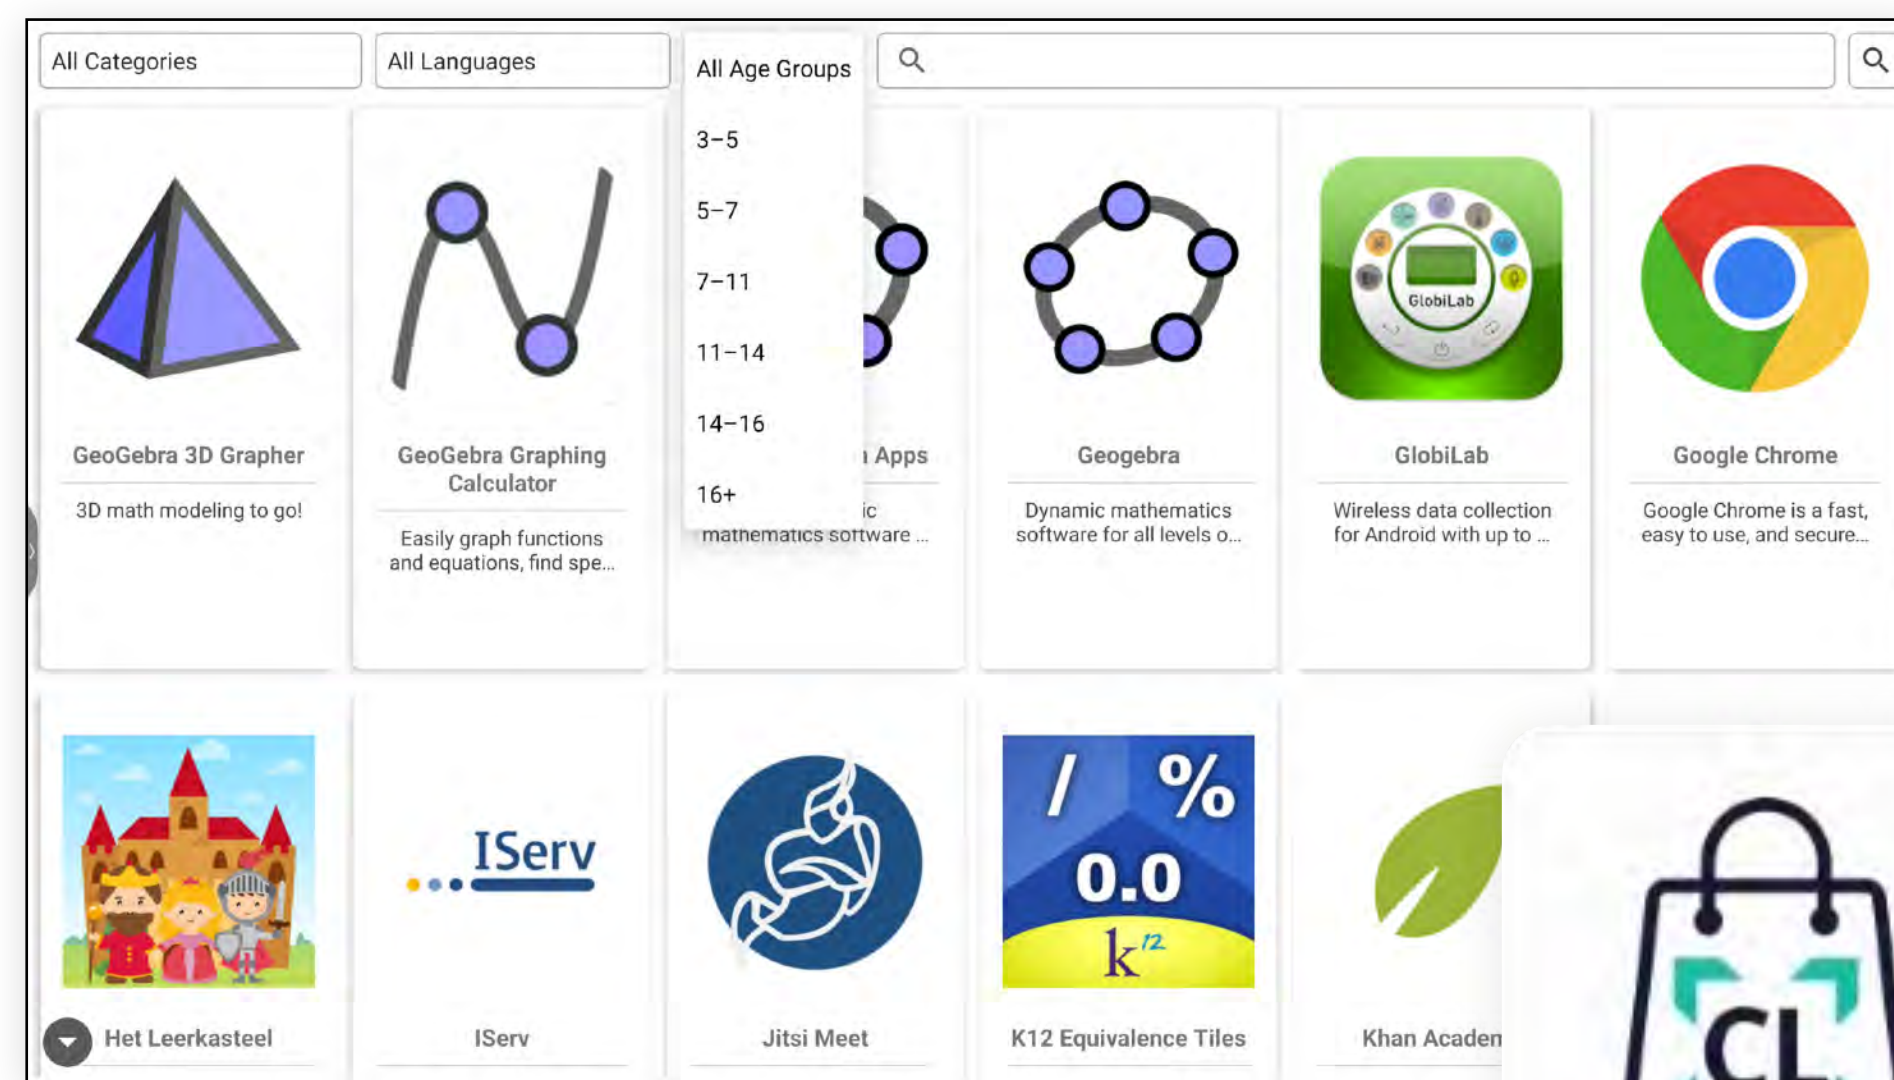 All Categories
All Languages
All Age Groups
3–5
5–7
7–11
11–14
14–16
16+
GeoGebra 3D Grapher
3D math modeling to go!
GeoGebra Graphing
Calculator
Easily graph functions
and equations, find spe...
Apps
ic
mathematics software ...
Geogebra
Dynamic mathematics
software for all levels o...
GlobiLab
GlobiLab
Wireless data collection
for Android with up to ...
Google Chrome
Google Chrome is a fast,
easy to use, and secure...
Het Leerkasteel
IServ
IServ
Jitsi Meet
/ %
0.0
k12
K12 Equivalence Tiles
Khan Academ
CL